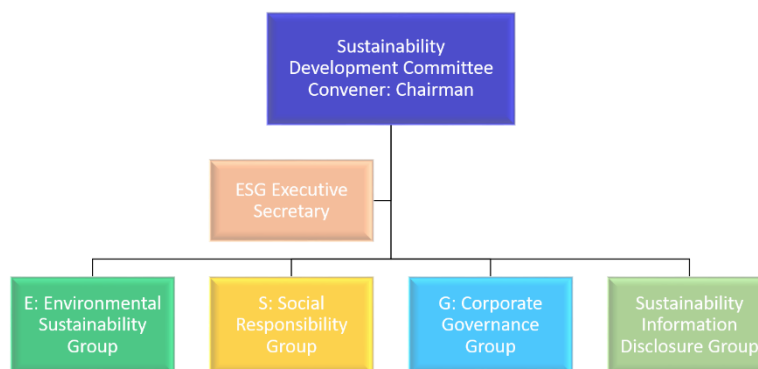 Sustainability
Development Committee
Convener: Chairman
ESG Executive
Secretary
E: Environmental
Sustainability
Group
S: Social
Responsibility
Group
G: Corporate
Governance
Group
Sustainability
Information
Disclosure Group